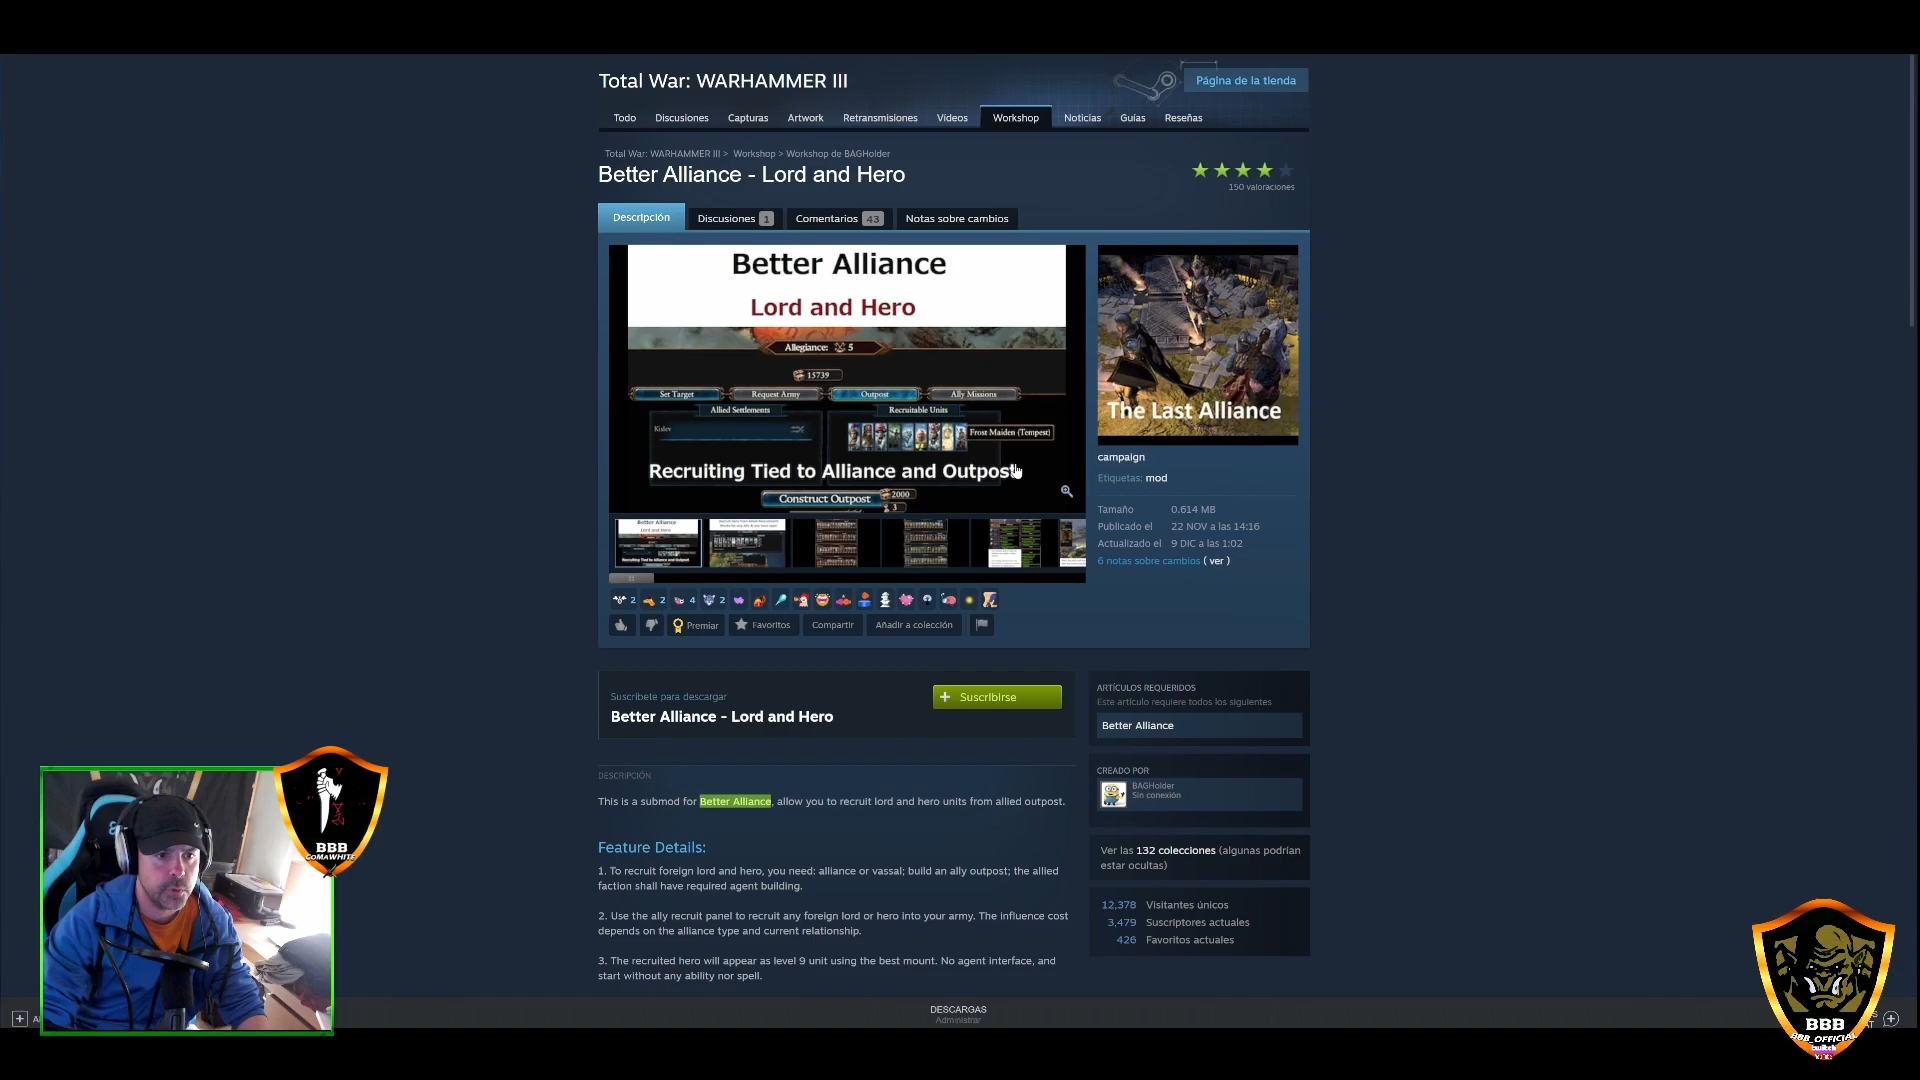 Total War: WARHAMMER III
Página de la tienda
Todo Discusiones Capturas Artwork Retransmisiones Vídeos Workshop Noticias Guías Reseñas
Total War: WARHAMMER III > Workshop > Workshop de BAGHolder
Better Alliance - Lord and Hero
150 valoraciones
Descripción Discusiones 1 Comentarios 43 Notas sobre cambios
Better Alliance
Lord and Hero
Allegiance: 5
15739
Set Target Request Army Outpost Ally Missions
Allied Settlements Recruitable Units
Kislev
Frost Maiden (Tempest)
Recruiting Tied to Alliance and Outpost
Construct Outpost 2000
3
The Last Alliance
campaign
Etiquetas: mod
Tamaño 0.614 MB
Publicado el 22 NOV a las 14:16
Actualizado el 9 DIC a las 1:02
6 notas sobre cambios ( ver )
2 2 4 2
Premiar Favoritos Compartir Añadir a colección
Suscríbete para descargar
Better Alliance - Lord and Hero
+ Suscribirse
ARTÍCULOS REQUERIDOS
Este artículo requiere todos los siguientes
Better Alliance
CREADO POR
BAGHolder
Sin conexión
Ver las 132 colecciones (algunas podrían
estar ocultas)
12,378 Visitantes únicos
3,479 Suscriptores actuales
426 Favoritos actuales
DESCRIPCIÓN
This is a submod for Better Alliance, allow you to recruit lord and hero units from allied outpost.
Feature Details:
1. To recruit foreign lord and hero, you need: alliance or vassal; build an ally outpost; the allied
faction shall have required agent building.
2. Use the ally recruit panel to recruit any foreign lord or hero into your army. The influence cost
depends on the alliance type and current relationship.
3. The recruited hero will appear as level 9 unit using the best mount. No agent interface, and
start without any ability nor spell.
DESCARGAS
Administrar
BBB
CoMaWHITE
BBB
BBB_OFFICIAL
twitch